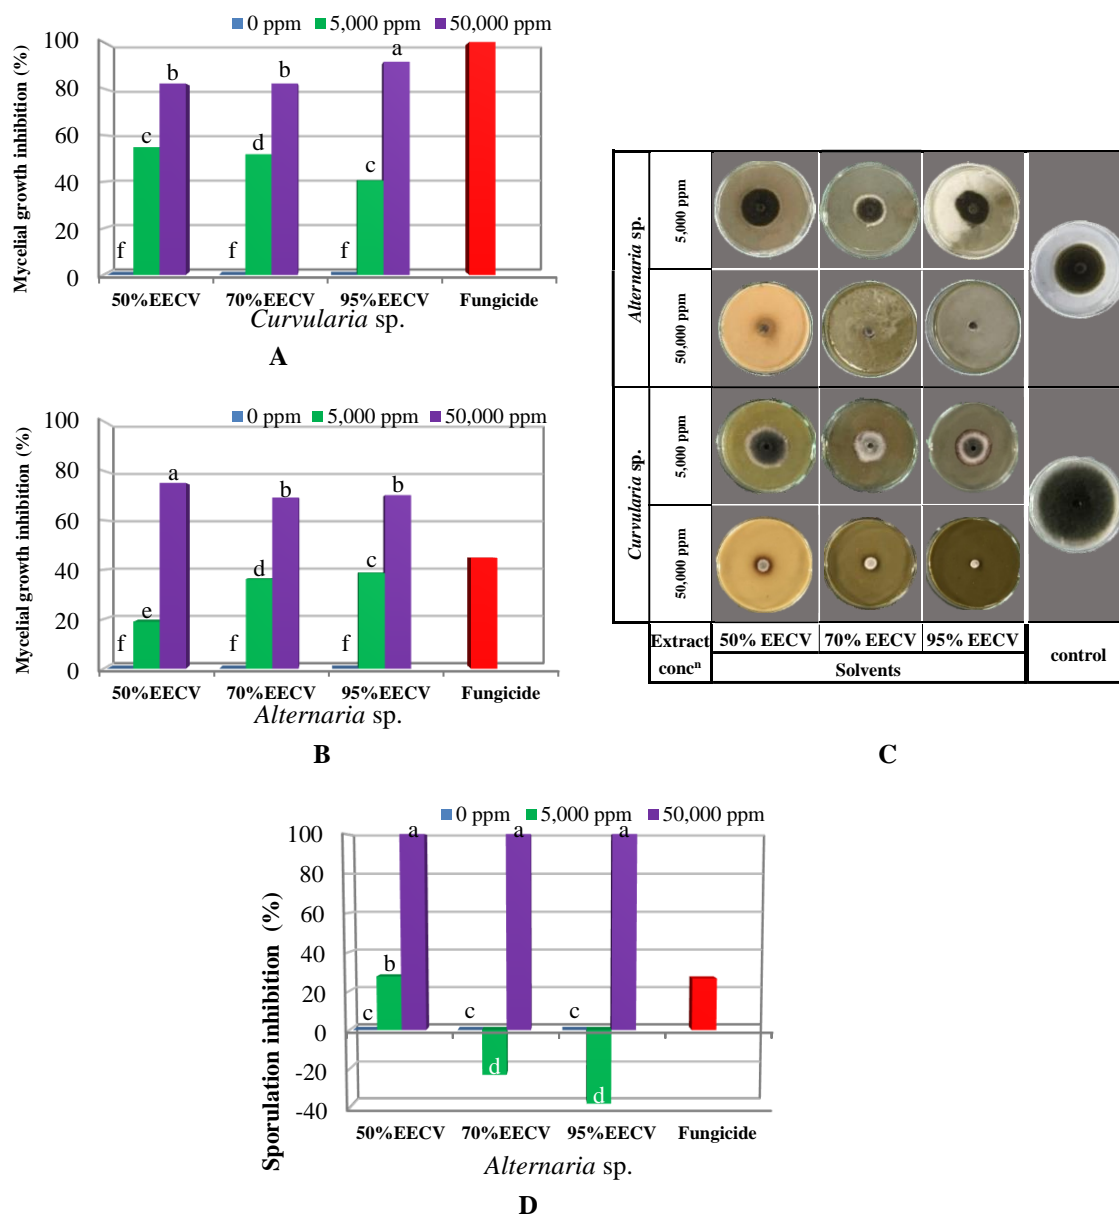 0 ppm 5,000 ppm 50,000 ppm
Mycelial growth inhibition (%)
100
80
60
40
20
0
f c b
f d b
f c a
50%EECV 70%EECV 95%EECV Fungicide
Curvularia sp.
A
0 ppm 5,000 ppm 50,000 ppm
Mycelial growth inhibition (%)
100
80
60
40
20
0
f e a
f d b
f c b
50%EECV 70%EECV 95%EECV Fungicide
Alternaria sp.
B
Alternaria sp.
5,000 ppm
50,000 ppm
Curvularia sp.
5,000 ppm
50,000 ppm
Extract
concⁿ
50% EECV 70% EECV 95% EECV
Solvents
control
C
0 ppm 5,000 ppm 50,000 ppm
Sporulation inhibition (%)
100
80
60
40
20
0
-20
-40
c b a
c d a
c d a
50%EECV 70%EECV 95%EECV Fungicide
Alternaria sp.
D